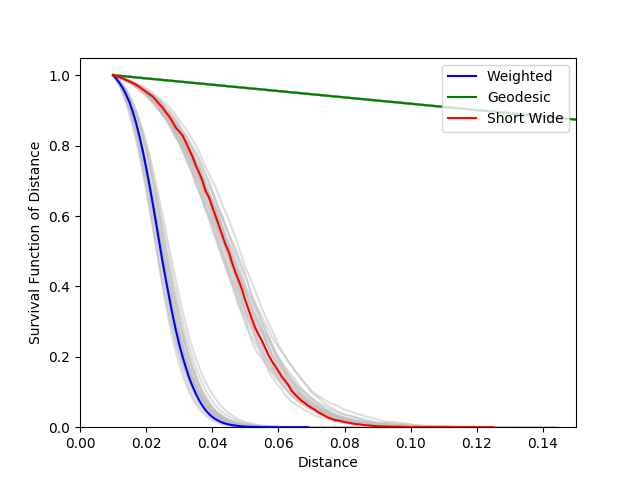 Weighted
Geodesic
Short Wide
1.0
0.8
0.6
0.4
0.2
0.0
Survival Function of Distance
0.00 0.02 0.04 0.06 0.08 0.10 0.12 0.14
Distance